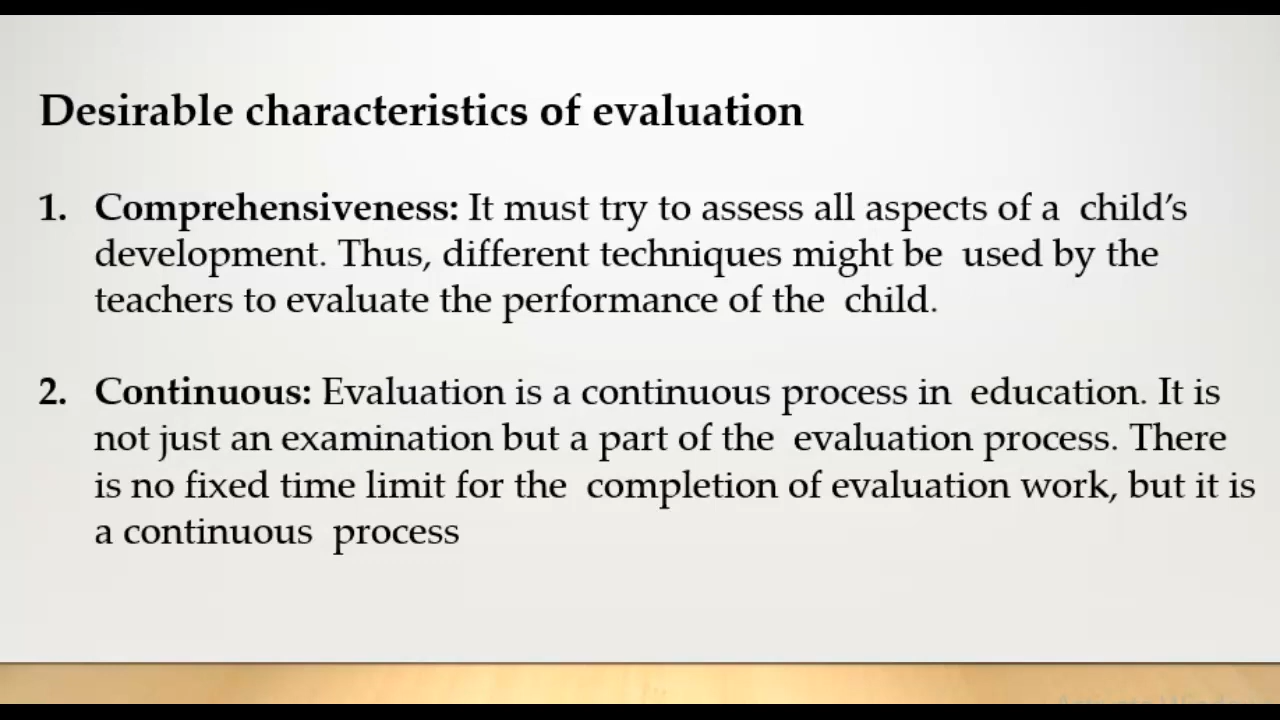 Desirable characteristics of evaluation
1. Comprehensiveness: It must try to assess all aspects of a child’s
development. Thus, different techniques might be used by the
teachers to evaluate the performance of the child.
2. Continuous: Evaluation is a continuous process in education. It is
not just an examination but a part of the evaluation process. There
is no fixed time limit for the completion of evaluation work, but it is
a continuous process